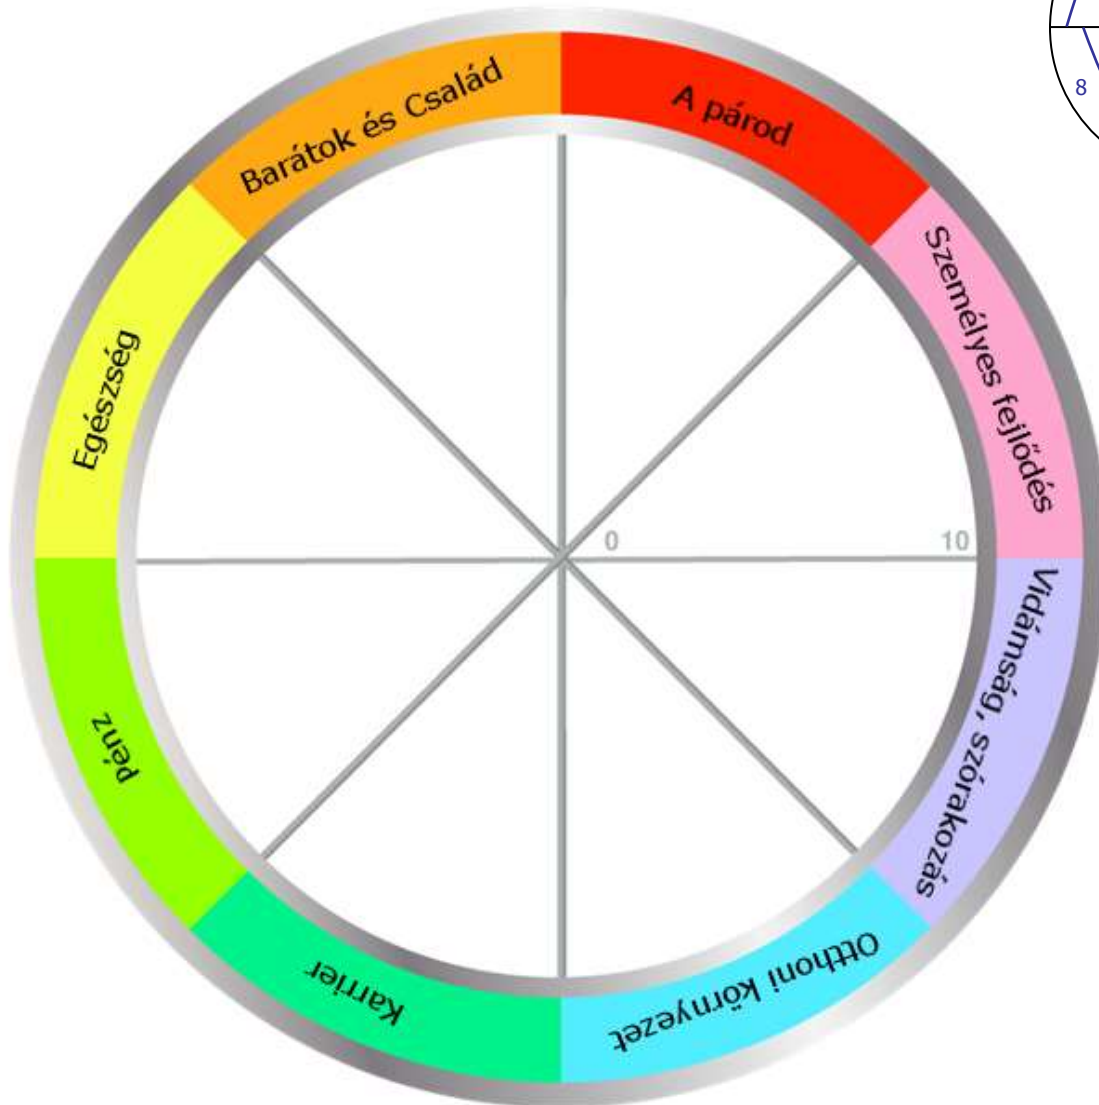 8
A párod
Személyes fejlődés
Vidámság, szórakozás
Otthoni környezet
Karrier
Pénz
Egészség
Barátok és Család
0
10